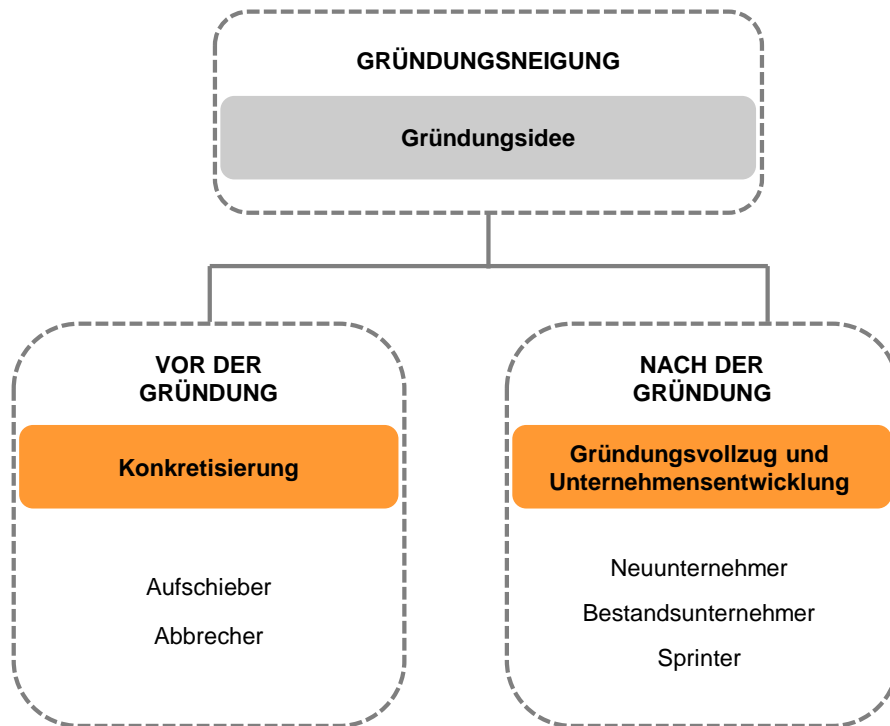 GRÜNDUNGSNEIGUNG
Gründungsidee
VOR DER
GRÜNDUNG
Konkretisierung
Aufschieber
Abbrecher
NACH DER
GRÜNDUNG
Gründungsvollzug und
Unternehmensentwicklung
Neuunternehmer
Bestandsunternehmer
Sprinter